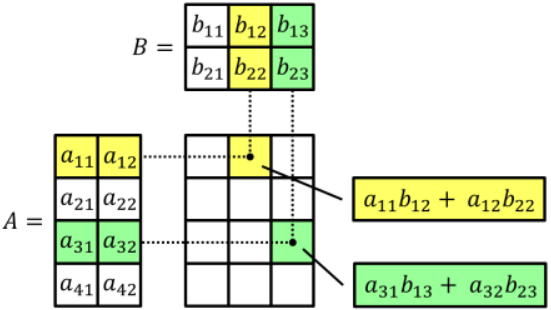 B = b₁₁ b₁₂ b₁₃
b₂₁ b₂₂ b₂₃
A = a₁₁ a₁₂
a₂₁ a₂₂
a₃₁ a₃₂
a₄₁ a₄₂
a₁₁b₁₂ + a₁₂b₂₂
a₃₁b₁₃ + a₃₂b₂₃